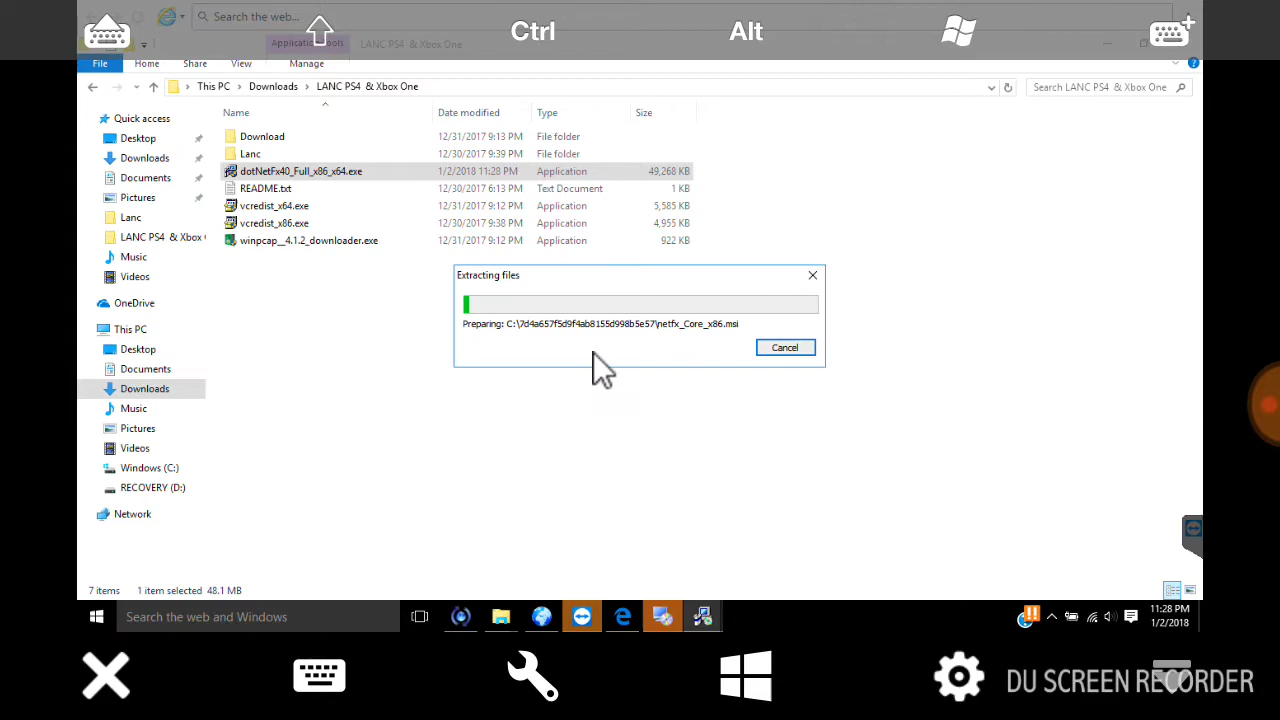 Search the web...
Ctrl
Alt
LANC PS4 & Xbox One
File
Home
Share
View
Manage
This PC
Downloads
LANC PS4 & Xbox One
Search LANC PS4 & Xbox One
Name
Date modified
Type
Size
Quick access
Desktop
Downloads
Documents
Pictures
Lanc
LANC PS4 & Xbox
Music
Videos
OneDrive
This PC
Desktop
Documents
Downloads
Music
Pictures
Videos
Windows (C:)
RECOVERY (D:)
Network
Download 12/31/2017 9:13 PM File folder
Lanc 12/30/2017 9:39 PM File folder
dotNetFx40_Full_x86_x64.exe 1/2/2018 11:28 PM Application 49,268 KB
README.txt 12/30/2017 6:13 PM Text Document 1 KB
vcredist_x64.exe 12/31/2017 9:12 PM Application 5,585 KB
vcredist_x86.exe 12/30/2017 9:38 PM Application 4,955 KB
winpcap__4.1.2_downloader.exe 12/31/2017 9:12 PM Application 922 KB
Extracting files
Preparing: C:\7d4a657f5d9f4ab8155d998b5e57\netfx_Core_x86.msi
Cancel
7 items 1 item selected 48.1 MB
Search the web and Windows
11:28 PM
1/2/2018
DU SCREEN RECORDER